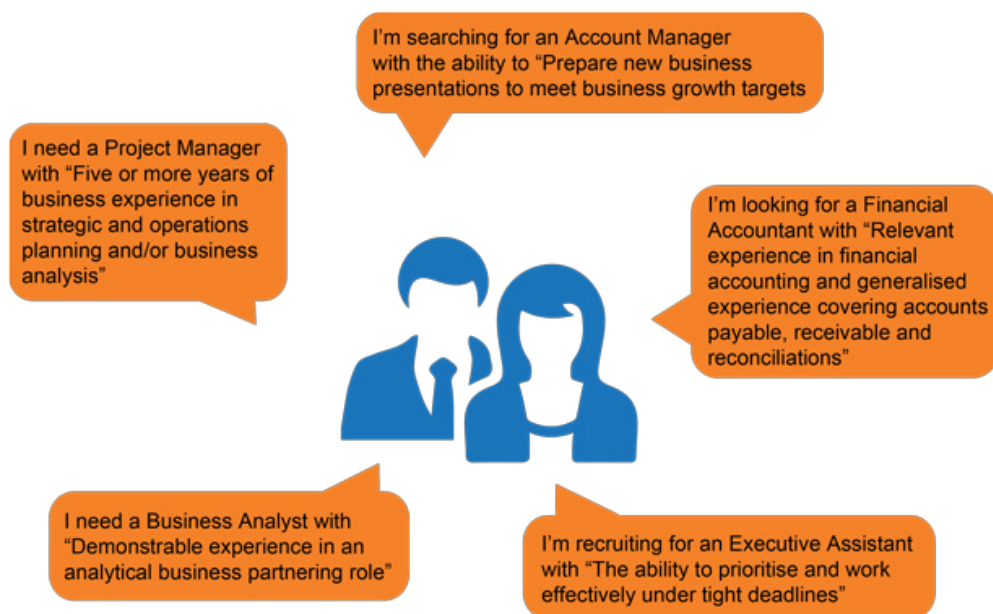 I'm searching for an Account Manager
with the ability to “Prepare new business
presentations to meet business growth targets
I need a Project Manager
with “Five or more years of
business experience in
strategic and operations
planning and/or business
analysis”
I'm looking for a Financial
Accountant with “Relevant
experience in financial
accounting and generalised
experience covering accounts
payable, receivable and
reconciliations”
I need a Business Analyst with
“Demonstrable experience in an
analytical business partnering role”
I'm recruiting for an Executive Assistant
with “The ability to prioritise and work
effectively under tight deadlines”